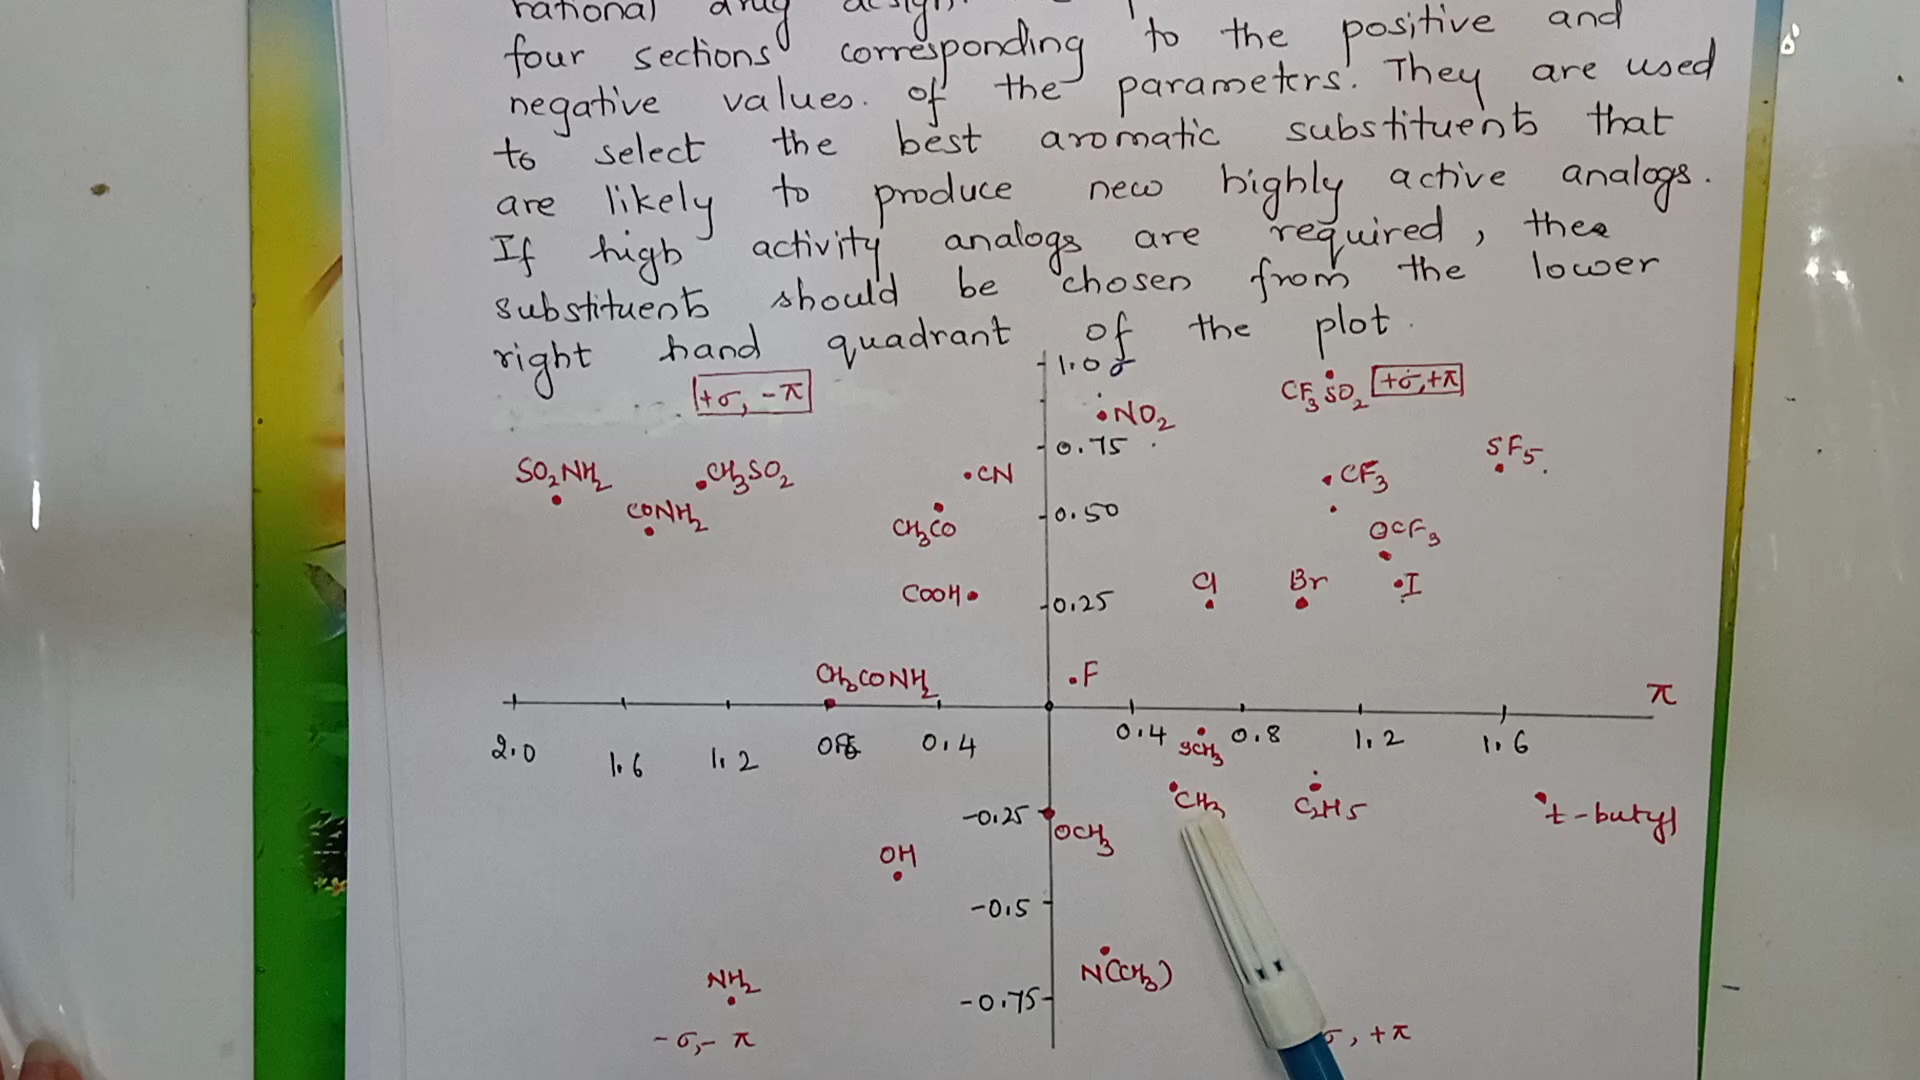 rational drug design.
four sections corresponding to the positive and
negative values. of the parameters. They are used
to select the best aromatic substituents that
are likely to produce new highly active analogs.
If high activity analogs are required, the
substituents should be chosen from the lower
right hand quadrant of the plot.
+σ, -π
1.0 σ
CF3SO2 +σ, +π
NO2
0.75
SF5
SO2NH2
CH3SO2
CN
CF3
CONH2
CH3CO
0.50
OCF3
COOH
0.25
Cl
Br
I
CH3CONH2
F
π
2.0 1.6 1.2 0.4 0.4 0.8 1.2 1.6
SCH3
CH3
C2H5
t-butyl
-0.25
OCH3
OH
-0.5
N(CH3)
NH2
-0.75
-σ,- π
σ, +π